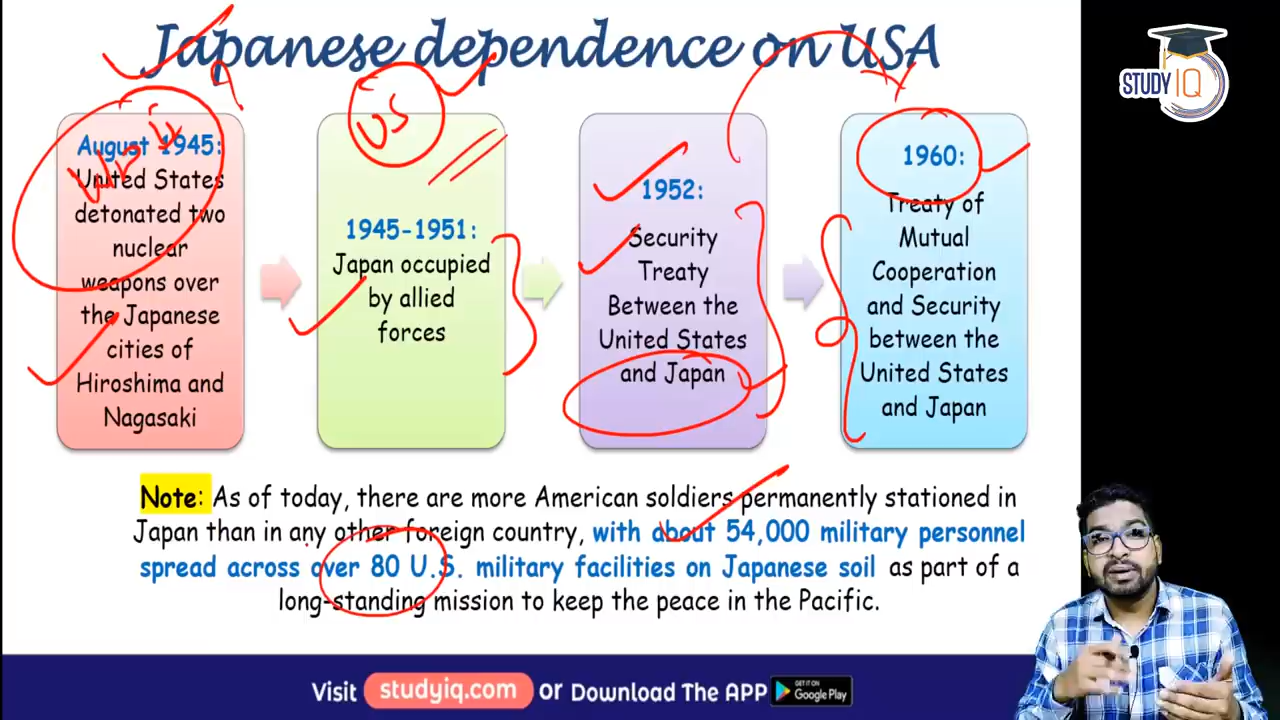 Japanese dependence on USA
STUDY IQ
August 1945:
United States
detonated two
nuclear
weapons over
the Japanese
cities of
Hiroshima and
Nagasaki
US
1945-1951:
Japan occupied
by allied
forces
1952:
Security
Treaty
Between the
United States
and Japan
1960:
Treaty of
Mutual
Cooperation
and Security
between the
United States
and Japan
Note: As of today, there are more American soldiers permanently stationed in
Japan than in any other foreign country, with about 54,000 military personnel
spread across over 80 U.S. military facilities on Japanese soil as part of a
long-standing mission to keep the peace in the Pacific.
Visit studyiq.com or Download The APP
GET IT ON
Google Play